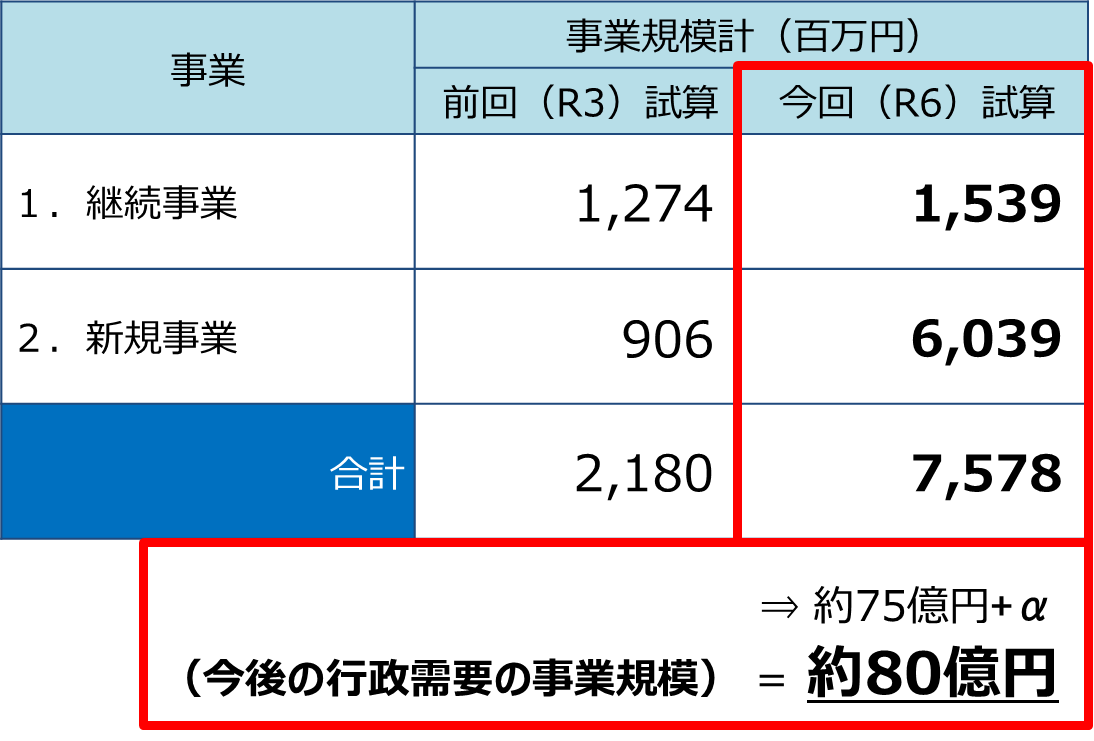 事業
事業規模計（百万円）
前回（R3）試算
今回（R6）試算
１．継続事業
1,274
1,539
２．新規事業
906
6,039
合計
2,180
7,578
⇒ 約75億円+α
（今後の行政需要の事業規模） = 約80億円